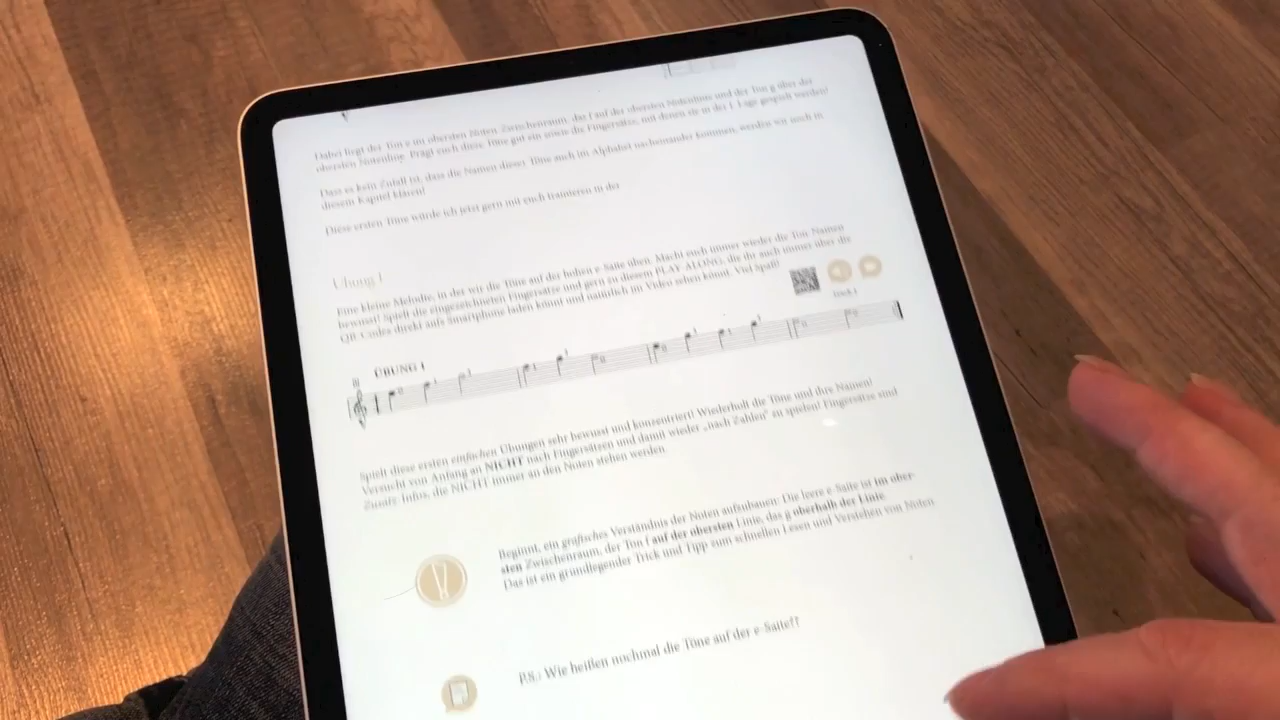 Dabei liegt der Ton e im obersten Noten-Zwischenraum, das f auf der obersten Notenlinie und der Ton g über der
obersten Notenlinie. Prägt euch diese Töne gut ein sowie die Fingersätze, mit denen sie in der I. Lage gespielt werden!
Dass es kein Zufall ist, dass die Namen dieser Töne auch im Alphabet nacheinander kommen, werden wir noch in
diesem Kapitel klären!
Diese ersten Töne würde ich jetzt gern mit euch trainieren in der
Übung 1
Eine kleine Melodie, in der wir die Töne auf der hohen e-Saite üben. Macht euch immer wieder die Ton-Namen
bewusst! Spielt die eingezeichneten Fingersätze und gern zu diesem PLAY-ALONG, die ihr auch immer über die
QR-Codes direkt aufs Smartphone laden könnt und natürlich im Video sehen könnt. Viel Spaß!
Track 1
ÜBUNG 1
Spielt diese ersten einfachen Übungen sehr bewusst und konzentriert! Wiederholt die Töne und ihre Namen!
Versucht von Anfang an NICHT nach Fingersätzen und damit wieder „nach Zahlen“ zu spielen! Fingersätze sind
Zusatz-Infos, die NICHT immer an den Noten stehen werden.
Beginnt, ein grafisches Verständnis der Noten aufzubauen: Die leere e-Saite ist im ober-
sten Zwischenraum, der Ton f auf der obersten Linie, das g oberhalb der Linie.
Das ist ein grundlegender Trick und Tipp zum schnellen Lesen und Verstehen von Noten
P.S.: Wie heißen nochmal die Töne auf der e-Saite??